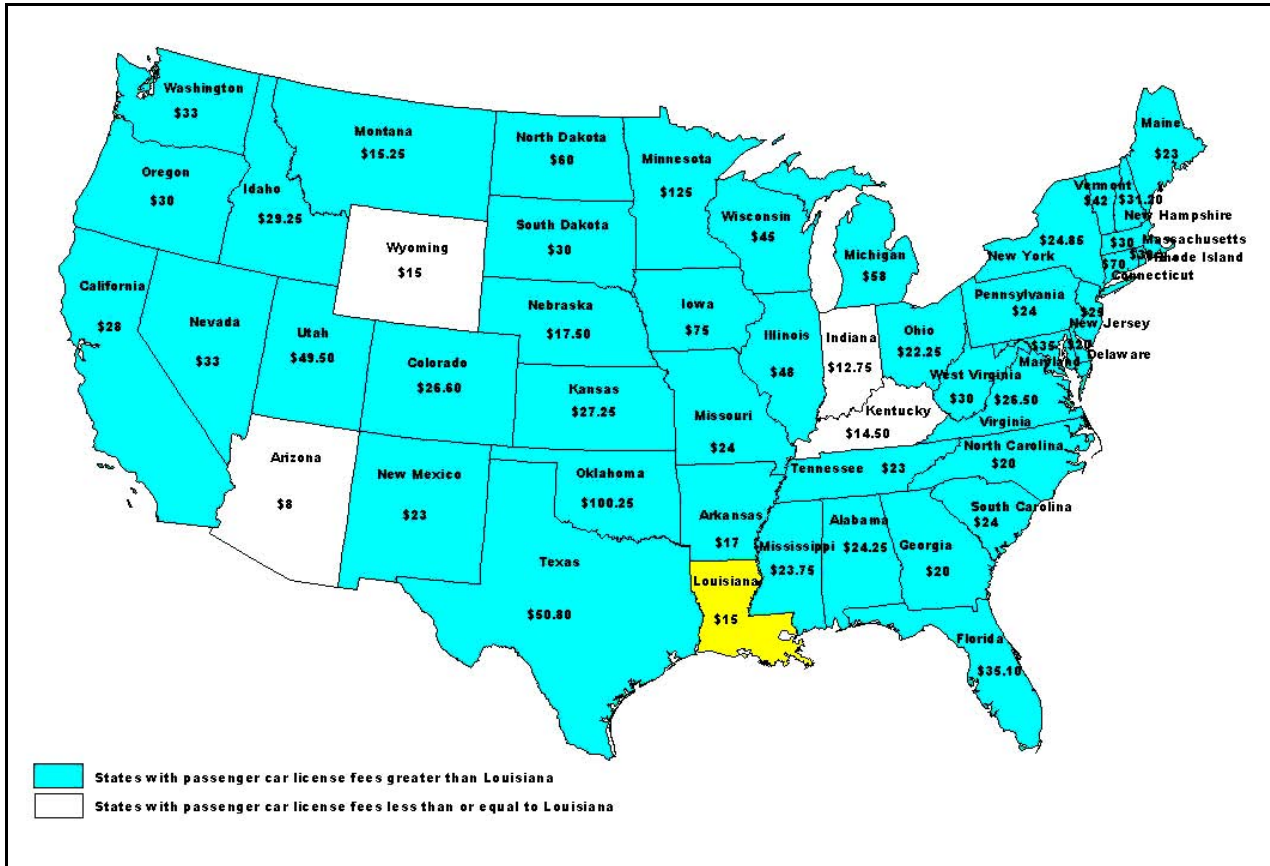 Washington
$33
Montana
$15.25
North Dakota
$60
Minnesota
$125
Maine
$23
Oregon
$30
Idaho
$29.25
Wyoming
$15
South Dakota
$30
Wisconsin
$45
Michigan
$58
Vermont
$42
$31.20
New Hampshire
$24.85
New York
$30
Massachusetts
Rhode Island
$70
Connecticut
California
$28
Nevada
$33
Utah
$49.50
Colorado
$26.60
Nebraska
$17.50
Iowa
$75
Illinois
$48
Indiana
$12.75
Ohio
$22.25
Pennsylvania
$24
New Jersey
$35
Maryland
$20
Delaware
West Virginia
$30
$26.50
Virginia
Kansas
$27.25
Missouri
$24
Kentucky
$14.50
Tennessee $23
North Carolina
$20
Arizona
$8
New Mexico
$23
Oklahoma
$100.25
Arkansas
$17
South Carolina
$24
Mississippi
$23.75
Alabama
$24.25
Georgia
$20
Texas
$50.80
Louisiana
$15
Florida
$35.10
States with passenger car license fees greater than Louisiana
States with passenger car license fees less than or equal to Louisiana